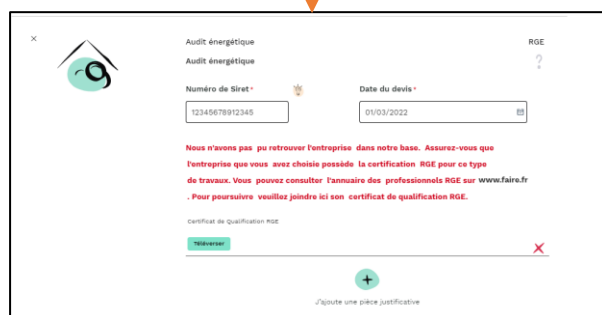 ×
Audit énergétique RGE
Audit énergétique ?
Numéro de Siret * Date du devis *
12345678912345 01/03/2022
Nous n'avons pas pu retrouver l'entreprise dans notre base. Assurez-vous que
l'entreprise que vous avez choisie possède la certification RGE pour ce type
de travaux. Vous pouvez consulter l'annuaire des professionnels RGE sur www.faire.fr
. Pour poursuivre veuillez joindre ici son certificat de qualification RGE.
Certificat de Qualification RGE
Téléverser
J'ajoute une pièce justificative